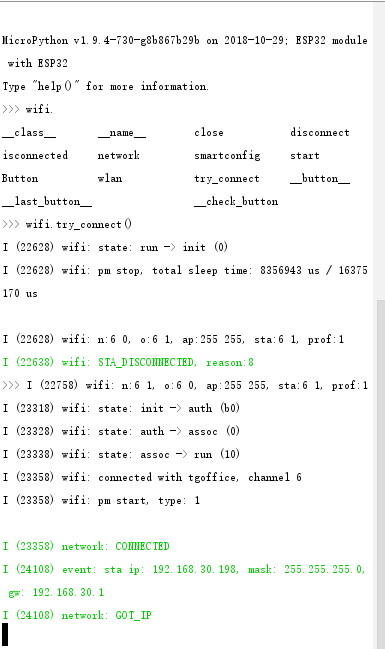 MicroPython v1.9.4-730-g8b867b29b on 2018-10-29; ESP32 module
with ESP32
Type "help()" for more information.
>>> wifi.
__class__ __name__ close disconnect
isconnected network smartconfig start
Button wlan try_connect __button__
__last_button__ __check_button
>>> wifi.try_connect()
I (22628) wifi: state: run -> init (0)
I (22628) wifi: pm stop, total sleep time: 8356943 us / 16375
170 us
I (22628) wifi: n:6 0, o:6 1, ap:255 255, sta:6 1, prof:1
I (22638) wifi: STA_DISCONNECTED, reason:8
>>> I (22758) wifi: n:6 1, o:6 0, ap:255 255, sta:6 1, prof:1
I (23318) wifi: state: init -> auth (b0)
I (23328) wifi: state: auth -> assoc (0)
I (23338) wifi: state: assoc -> run (10)
I (23358) wifi: connected with tgoffice, channel 6
I (23358) wifi: pm start, type: 1
I (23358) network: CONNECTED
I (24108) event: sta ip: 192.168.30.198, mask: 255.255.255.0,
gw: 192.168.30.1
I (24108) network: GOT_IP